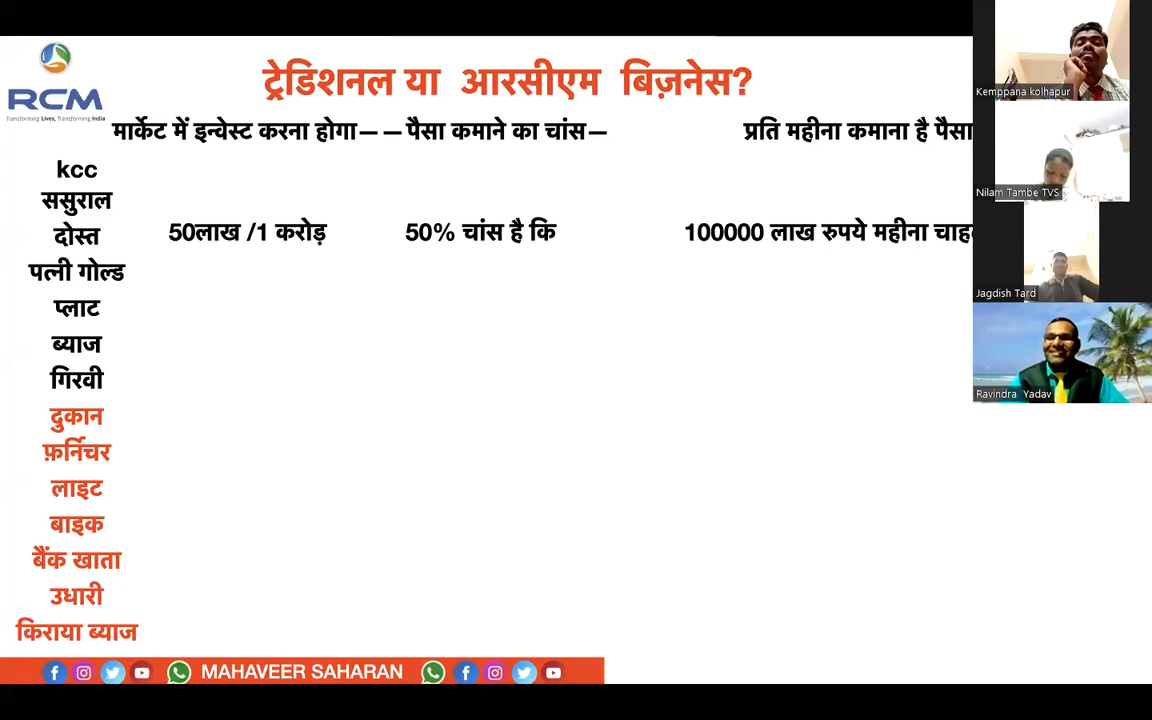 ट्रेडिशनल या आरसीएम बिज़नेस?
RCM
Transforming Lives, Transforming India
मार्केट में इन्वेस्ट करना होगा——पैसा कमाने का चांस— प्रति महीना कमाना है पैसा
kcc
ससुराल
दोस्त 50लाख /1 करोड़ 50% चांस है कि 100000 लाख रुपये महीना
पत्नी गोल्ड
प्लाट
ब्याज
गिरवी
दुकान
फ़र्निचर
लाइट
बाइक
बैंक खाता
उधारी
किराया ब्याज
MAHAVEER SAHARAN
Kemppana kolhapur
Nilam Tambe TVS
Jagdish Tard
Ravindra Yadav